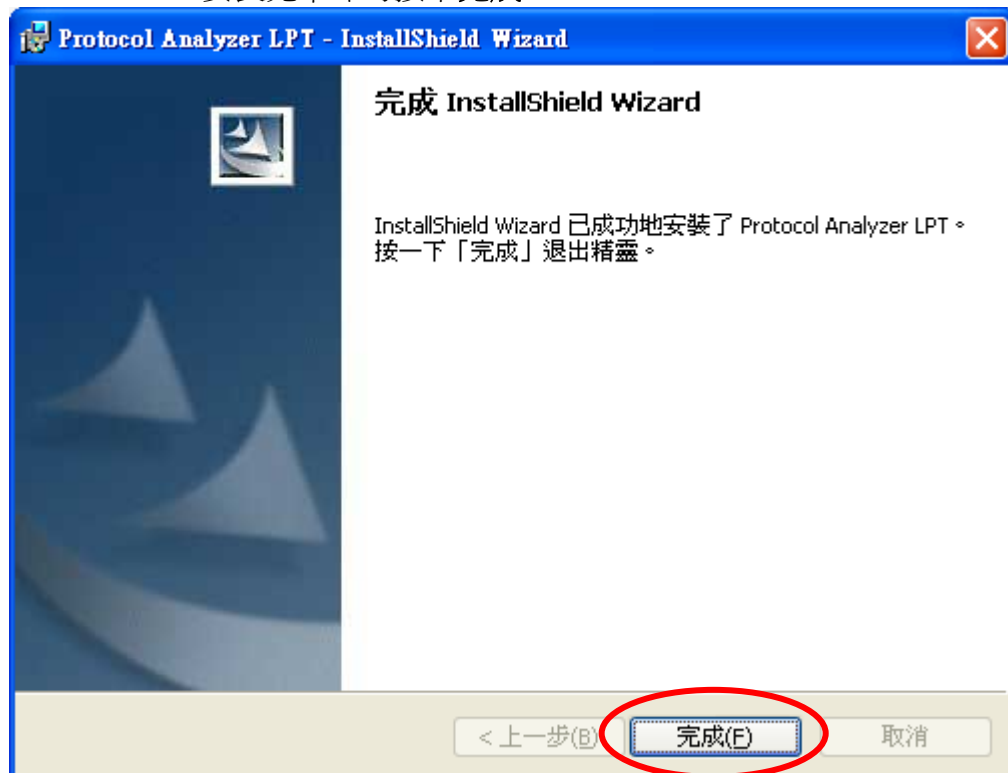 Protocol Analyzer LPT - InstallShield Wizard
完成 InstallShield Wizard
InstallShield Wizard 已成功地安裝了 Protocol Analyzer LPT。
按一下「完成」退出精靈。
<上一步(B) 完成(F) 取消